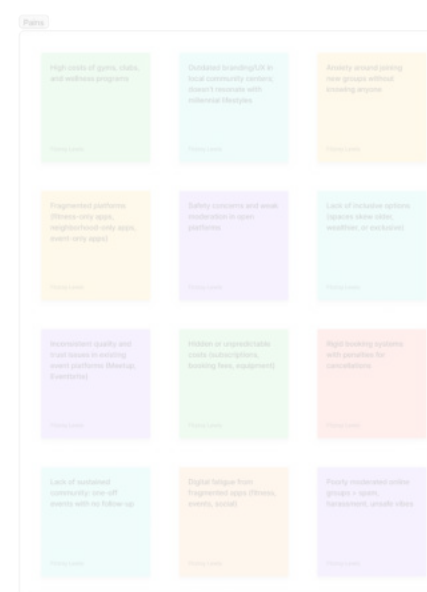 Pains
High costs of gyms, clubs,
and wellness programs
Outdated branding/UX in
local community centers;
doesn't resonate with
millennial lifestyles
Anxiety around joining
new groups without
knowing anyone
Fragmented platforms
(fitness-only apps,
neighborhood-only apps,
event-only apps)
Safety concerns and weak
moderation in open
platforms
Lack of inclusive options
(spaces skew older,
wealthier, or exclusive)
Inconsistent quality and
trust issues in existing
event platforms (Meetup,
Eventbrite)
Hidden or unpredictable
costs (subscriptions,
booking fees, equipment)
Rigid booking systems
with penalties for
cancellations
Lack of sustained
community: one-off
events with no follow-up
Digital fatigue from
fragmented apps (fitness,
events, social)
Poorly moderated online
groups = spam,
harassment, unsafe vibes